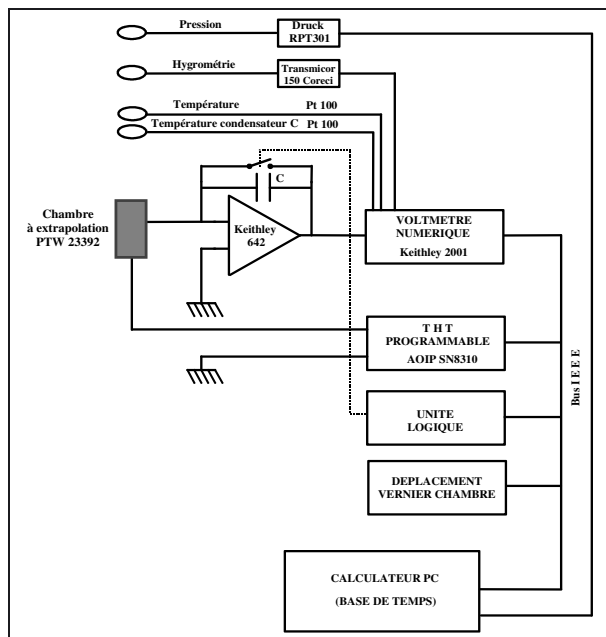 Pression
Druck
RPT301
Hygrométrie
Transmicor
150 Coreci
Température Pt 100
Température condensateur C Pt 100
C
Chambre
à extrapolation
PTW 23392
Keithley
642
VOLTMETRE
NUMERIQUE
Keithley 2001
T H T
PROGRAMMABLE
AOIP SN8310
Bus I E E E
UNITE
LOGIQUE
DEPLACEMENT
VERNIER CHAMBRE
CALCULATEUR PC
(BASE DE TEMPS)